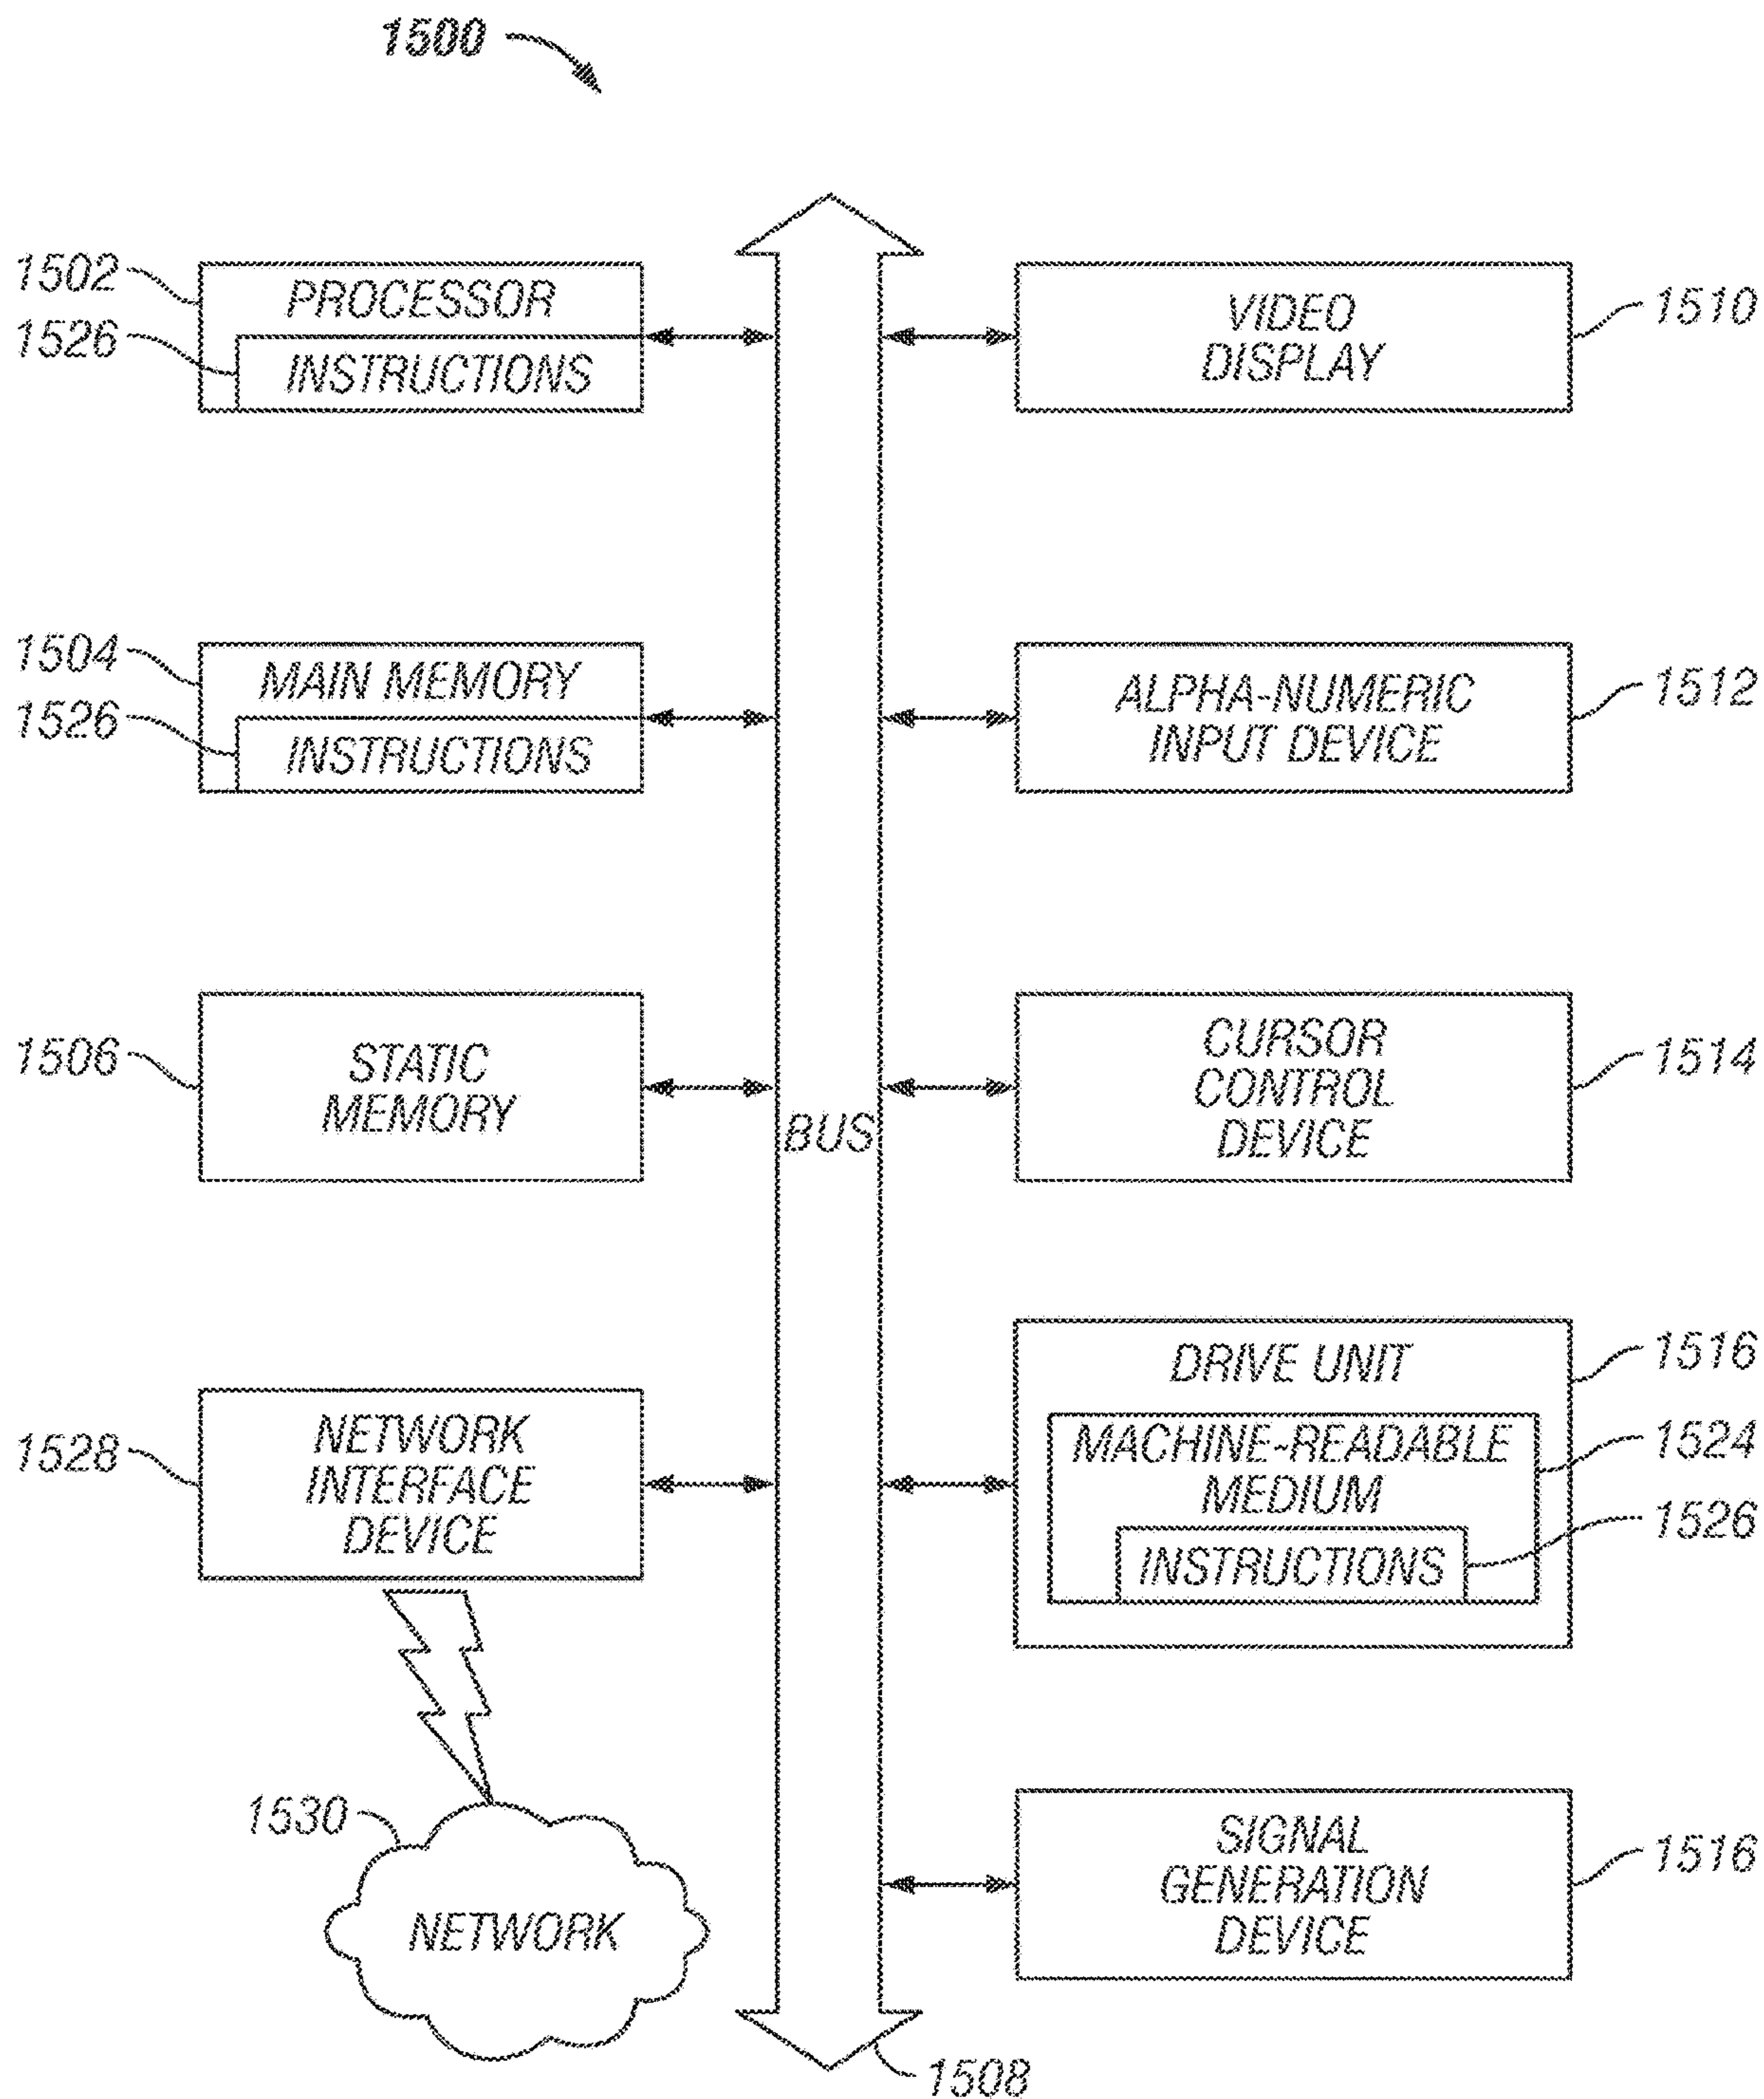 1500
1502
PROCESSOR
1526
INSTRUCTIONS
VIDEO
DISPLAY
1510
1504
MAIN MEMORY
1526
INSTRUCTIONS
ALPHA-NUMERIC
INPUT DEVICE
1512
1506
STATIC
MEMORY
BUS
CURSOR
CONTROL
DEVICE
1514
1528
NETWORK
INTERFACE
DEVICE
DRIVE UNIT
1516
MACHINE-READABLE
MEDIUM
1524
INSTRUCTIONS
1526
1530
NETWORK
SIGNAL
GENERATION
DEVICE
1516
1508